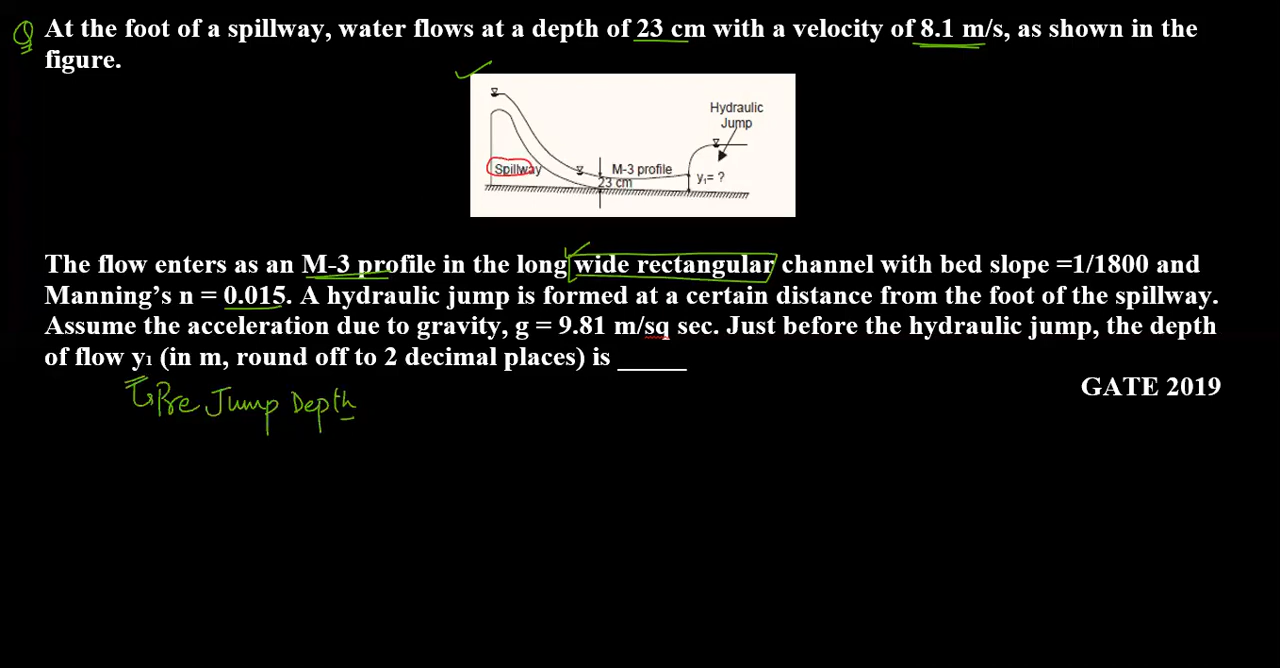 Q At the foot of a spillway, water flows at a depth of 23 cm with a velocity of 8.1 m/s, as shown in the
figure.
Hydraulic
Jump
Spillway
M-3 profile
23 cm
y₁= ?
The flow enters as an M-3 profile in the long wide rectangular channel with bed slope =1/1800 and
Manning’s n = 0.015. A hydraulic jump is formed at a certain distance from the foot of the spillway.
Assume the acceleration due to gravity, g = 9.81 m/sq sec. Just before the hydraulic jump, the depth
of flow y₁ (in m, round off to 2 decimal places) is ______
GATE 2019
Pre Jump Depth